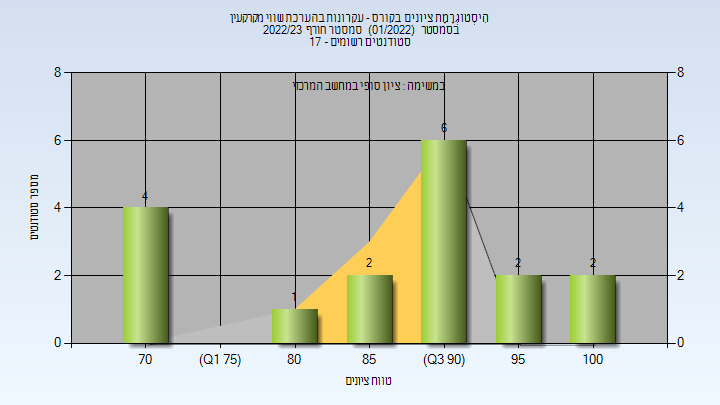 היסטוגרמת ציונים בקורס - עקרונות בהערכת שווי מקרקעין
בסמסטר (01/2022) סמסטר חורף 2022/23
סטודנטים רשומים - 17
במשימה : ציון סופי במחשב המרכזי
8 8
6 6
4 4
2 2
0 0
4
1
2
6
2
2
מספר סטודנטים
70 (Q1 75) 80 85 (Q3 90) 95 100
טווח ציונים